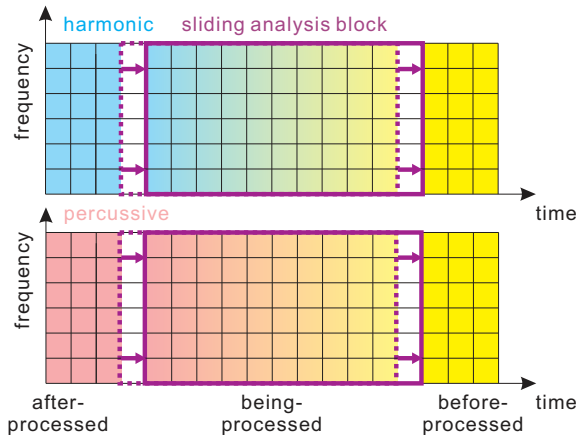 harmonic
sliding analysis block
frequency
time
percussive
frequency
time
after-
processed
being-
processed
before-
processed